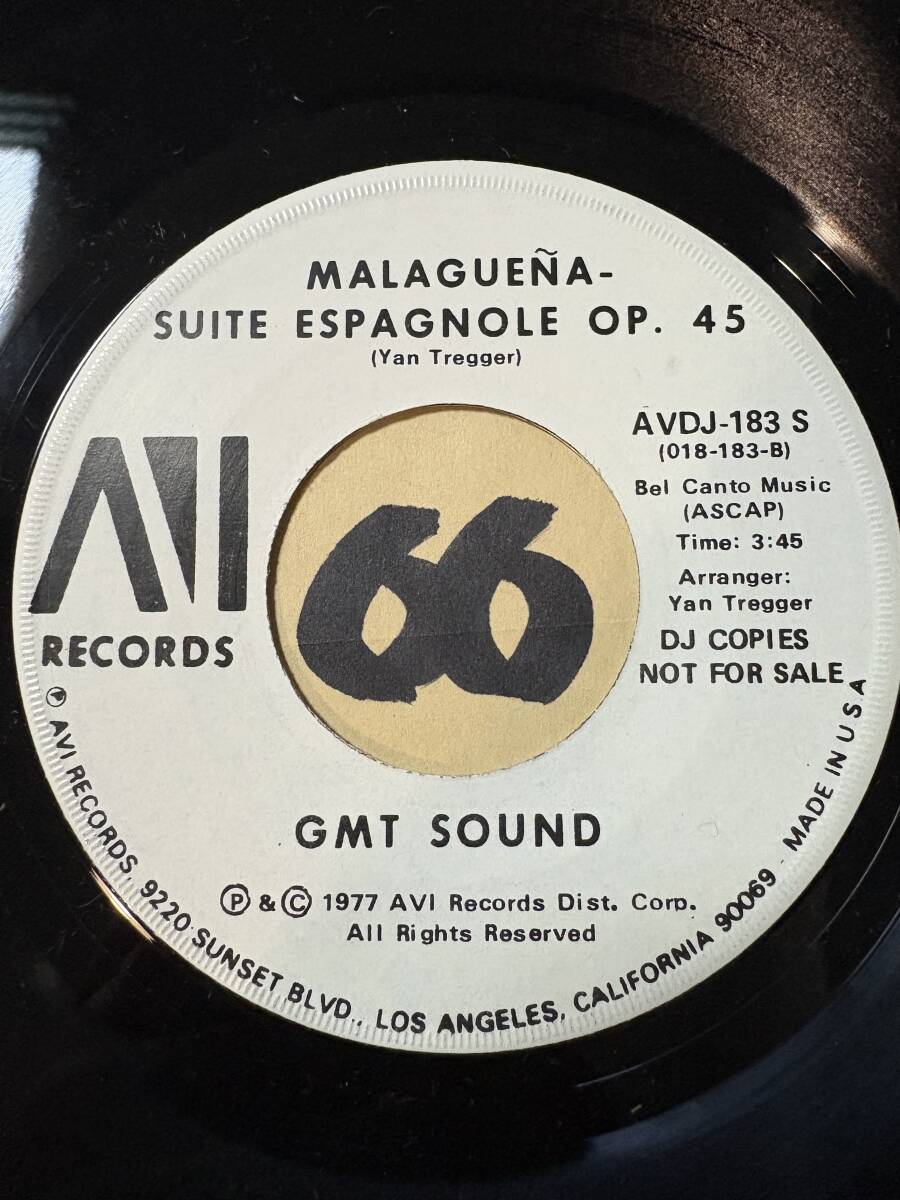 MALAGUEÑA-
SUITE ESPAGNOLE OP. 45
(Yan Tregger)
AVI
RECORDS
AVDJ-183 S
(018-183-B)
Bel Canto Music
(ASCAP)
Time: 3:45
Arranger:
Yan Tregger
DJ COPIES
NOT FOR SALE
66
GMT SOUND
Ⓟ & © 1977 AVI Records Dist. Corp.
All Rights Reserved
Ⓟ AVI RECORDS, 9220 SUNSET BLVD., LOS ANGELES, CALIFORNIA 90069 - MADE IN U S A